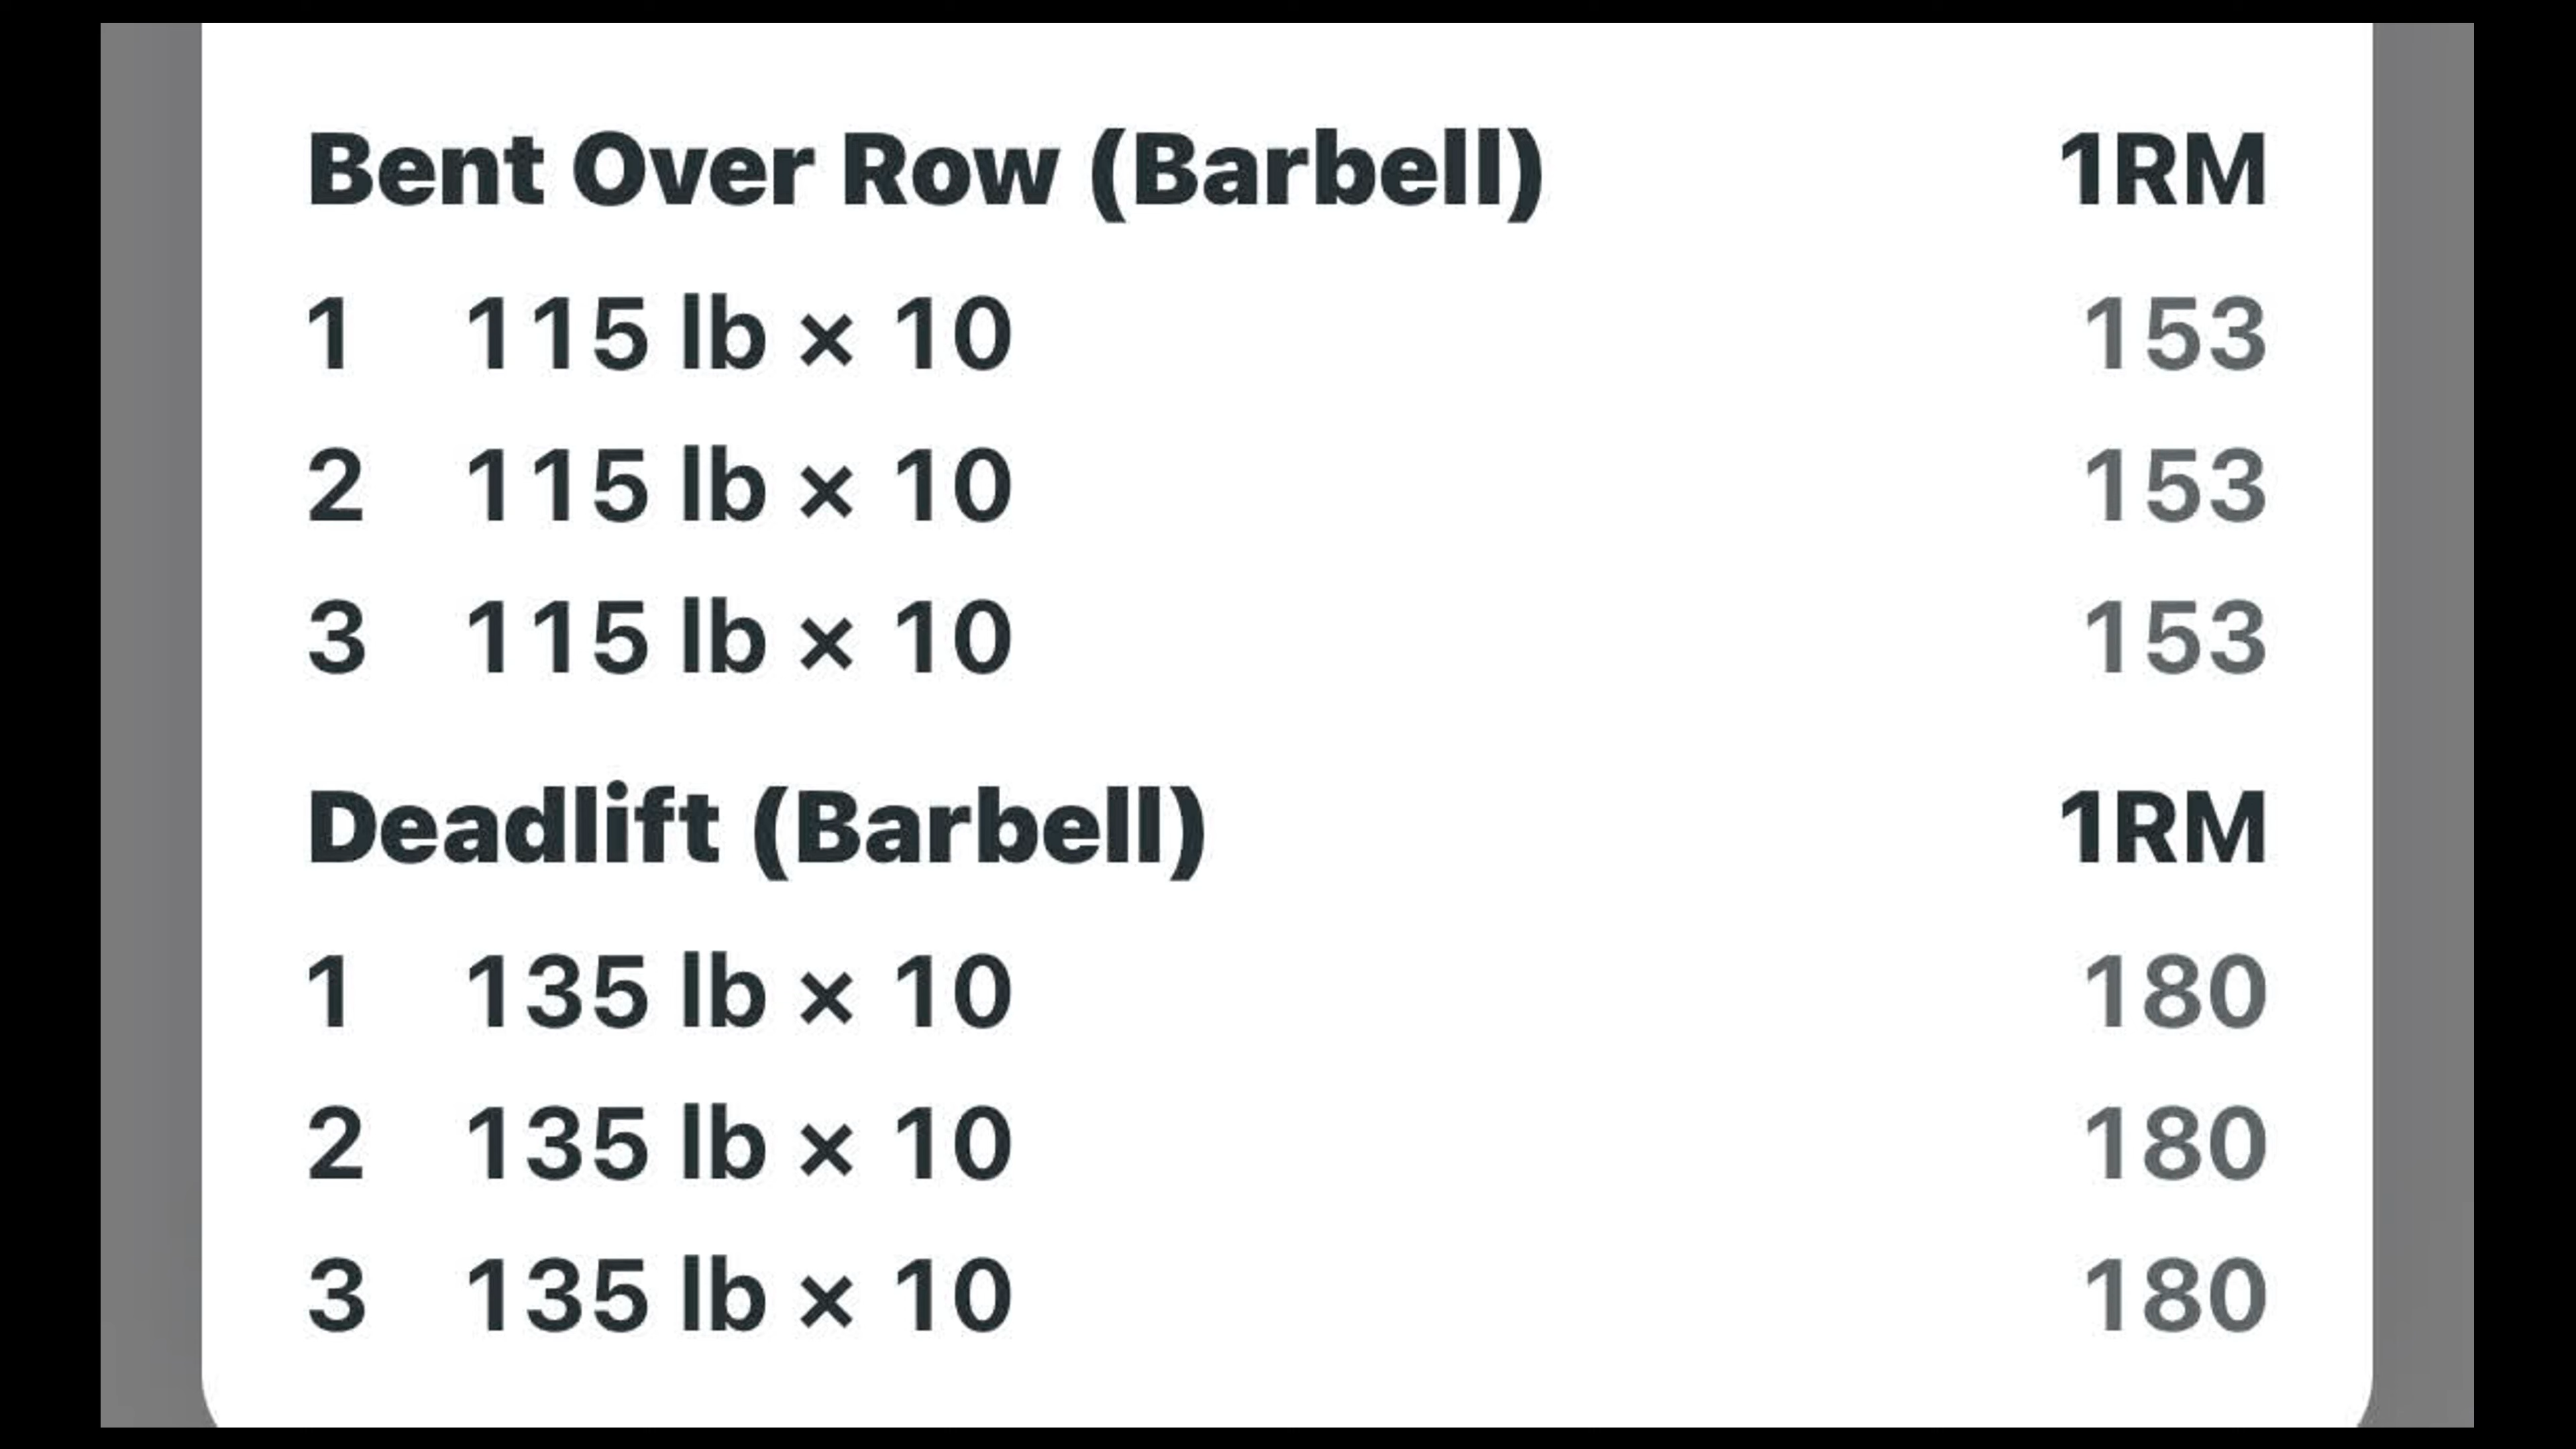 Bent Over Row (Barbell) 1RM
1 115 lb × 10 153
2 115 lb × 10 153
3 115 lb × 10 153
Deadlift (Barbell) 1RM
1 135 lb × 10 180
2 135 lb × 10 180
3 135 lb × 10 180